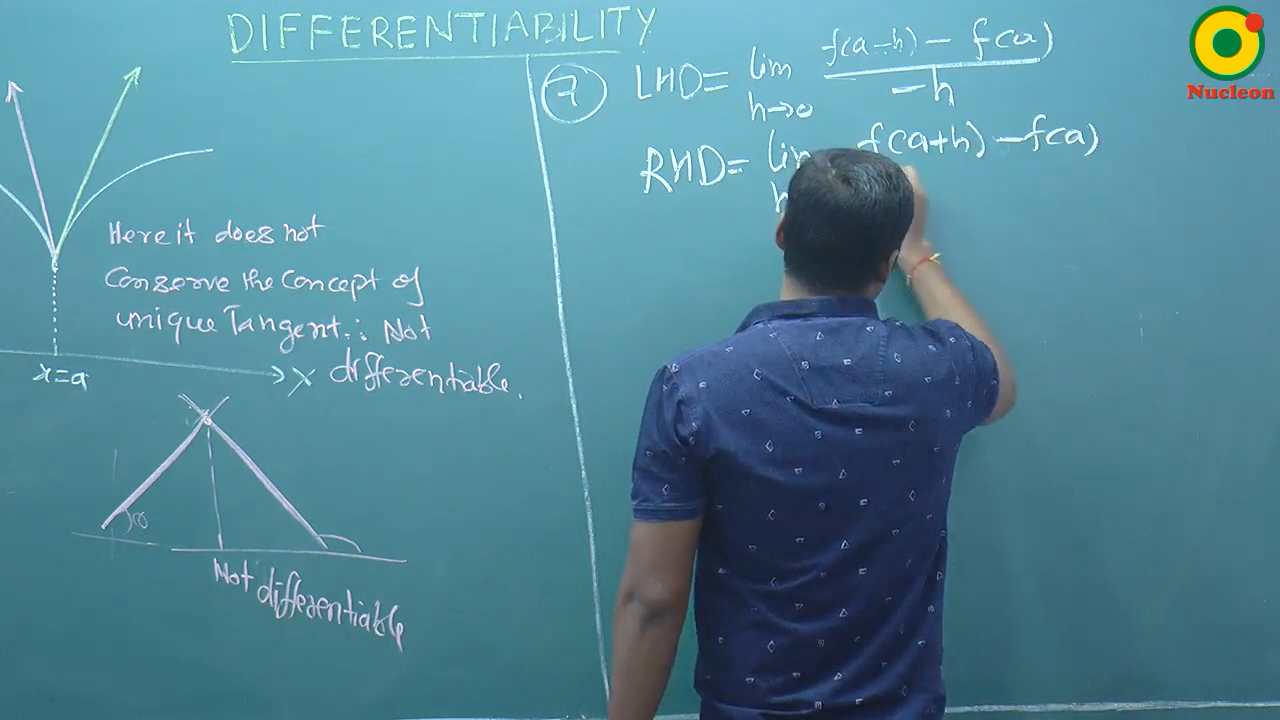 DIFFERENTIABILITY
Here it does not
Conserve the concept of
unique Tangent. ∴ Not
differentiable.
x=a
X
Not differentiable
7
LHD = lim f(a-h) - f(a)
h→0 -h
RHD = lim f(a+h) - f(a)
h
Nucleon